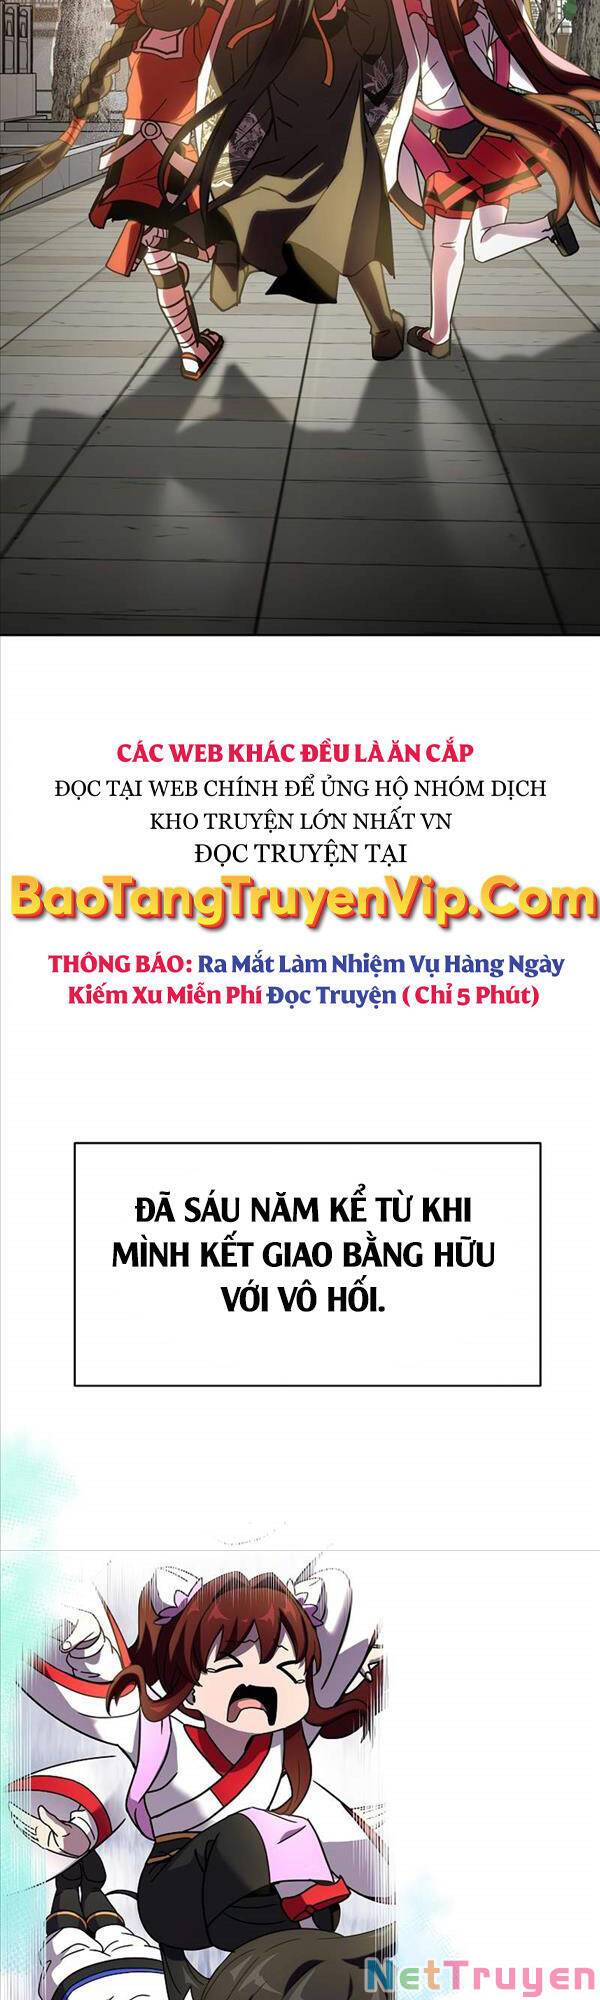 CÁC WEB KHÁC ĐỀU LÀ ĂN CẮP
ĐỌC TẠI WEB CHÍNH ĐỂ ỦNG HỘ NHÓM DỊCH
KHO TRUYỆN LỚN NHẤT VN
ĐỌC TRUYỆN TẠI
BaoTangTruyenVip.Com
THÔNG BÁO: Ra Mắt Làm Nhiệm Vụ Hàng Ngày
Kiếm Xu Miễn Phí Đọc Truyện ( Chỉ 5 Phút)
ĐÃ SÁU NĂM KỂ TỪ KHI
MÌNH KẾT GIAO BẰNG HỮU
VỚI VÔ HỐI.
NetTruyen